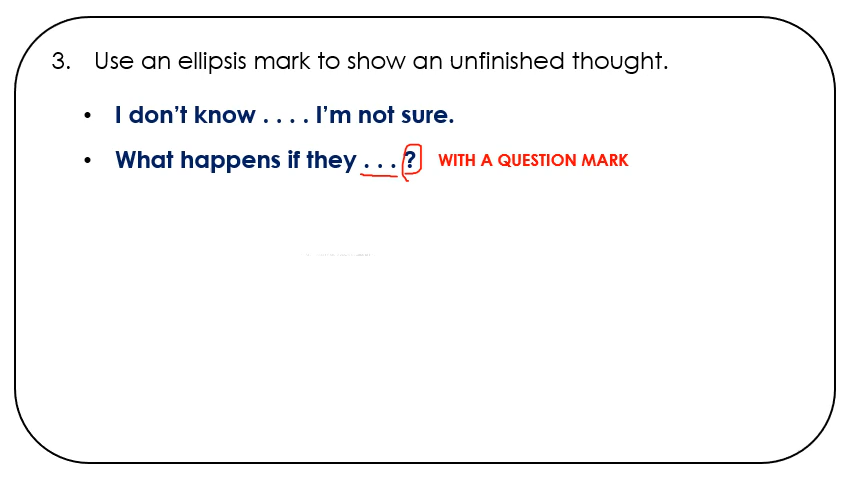 3. Use an ellipsis mark to show an unfinished thought.
• I don’t know . . . . I’m not sure.
• What happens if they . . . ? WITH A QUESTION MARK